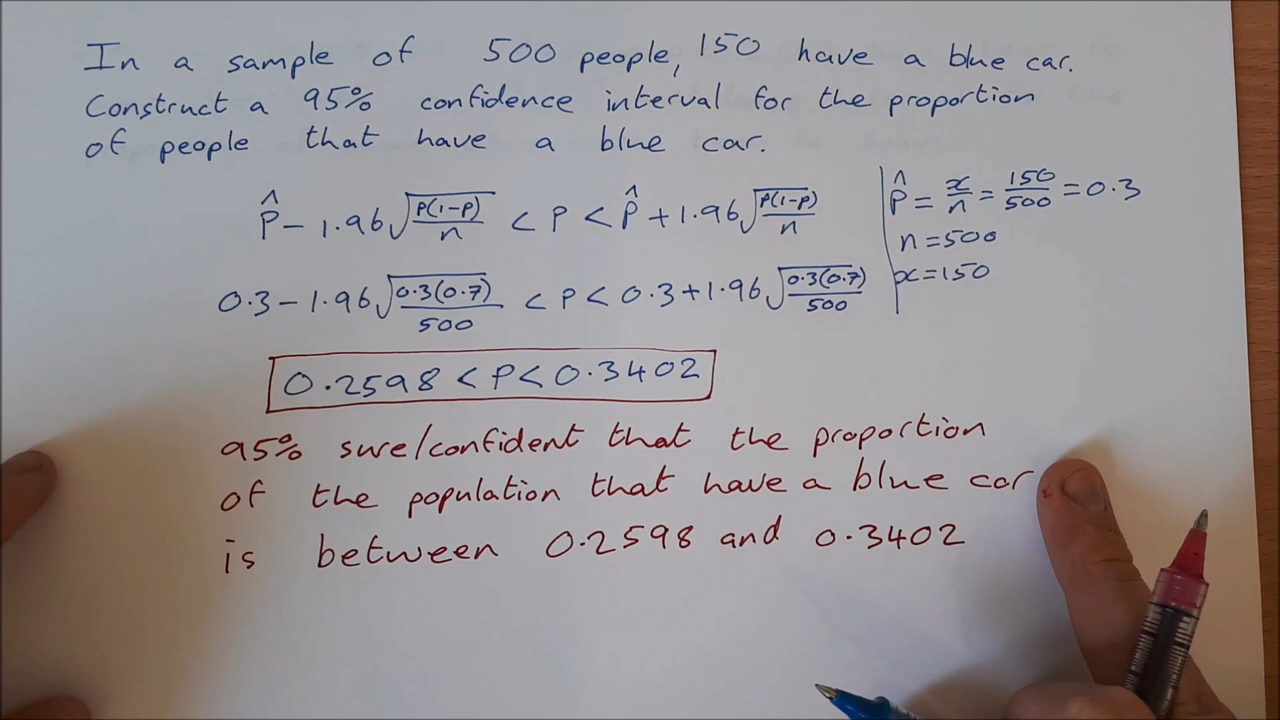 In a sample of 500 people, 150 have a blue car.
Construct a 95% confidence interval for the proportion
of people that have a blue car.
p̂ - 1.96√(p(1-p)/n) < p < p̂ + 1.96√(p(1-p)/n)
p̂ = x/n = 150/500 = 0.3
n = 500
x = 150
0.3 - 1.96√(0.3(0.7)/500) < p < 0.3 + 1.96√(0.3(0.7)/500)
0.2598 < p < 0.3402
95% sure/confident that the proportion
of the population that have a blue car
is between 0.2598 and 0.3402